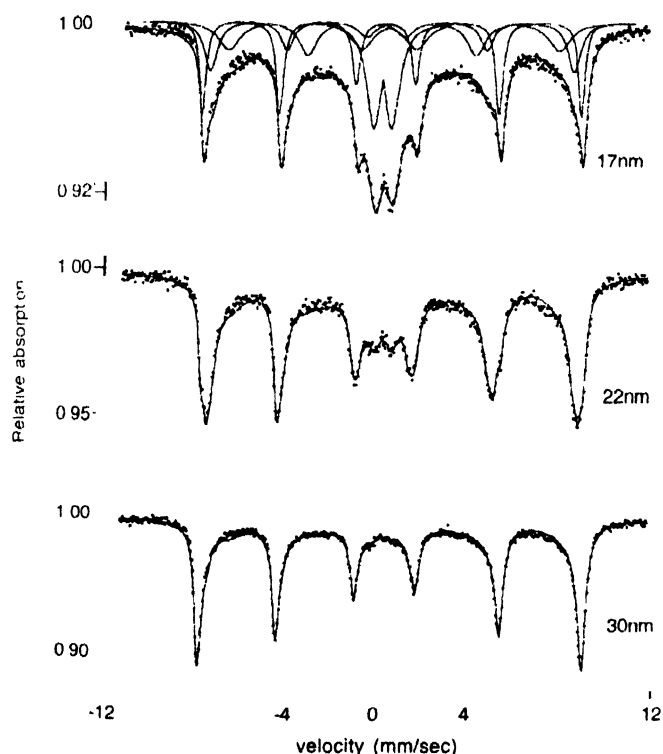 1 00
17nm
0 92
1 00
Relative absorption
22nm
0 95
1 00
30nm
0 90
-12 -4 0 4 12
velocity (mm/sec)